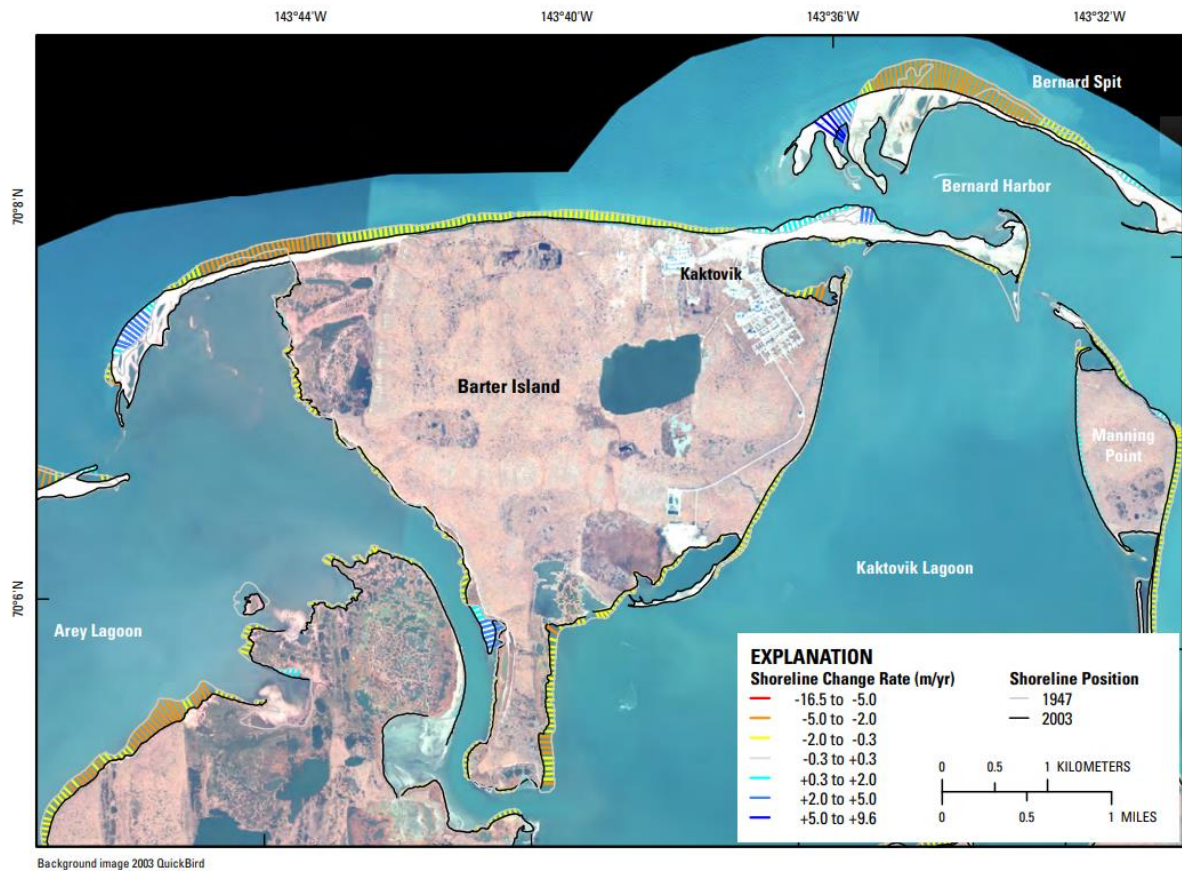 143°44'W
143°40'W
143°36'W
143°32'W
Bernard Spit
70°8'N
Bernard Harbor
Kaktovik
Barter Island
Manning
Point
Kaktovik Lagoon
70°6'N
Arey Lagoon
EXPLANATION
Shoreline Change Rate (m/yr)
-16.5 to -5.0
-5.0 to -2.0
-2.0 to -0.3
-0.3 to +0.3
+0.3 to +2.0
+2.0 to +5.0
+5.0 to +9.6
Shoreline Position
1947
2003
0 0.5 1 KILOMETERS
0 0.5 1 MILES
Background image 2003 QuickBird